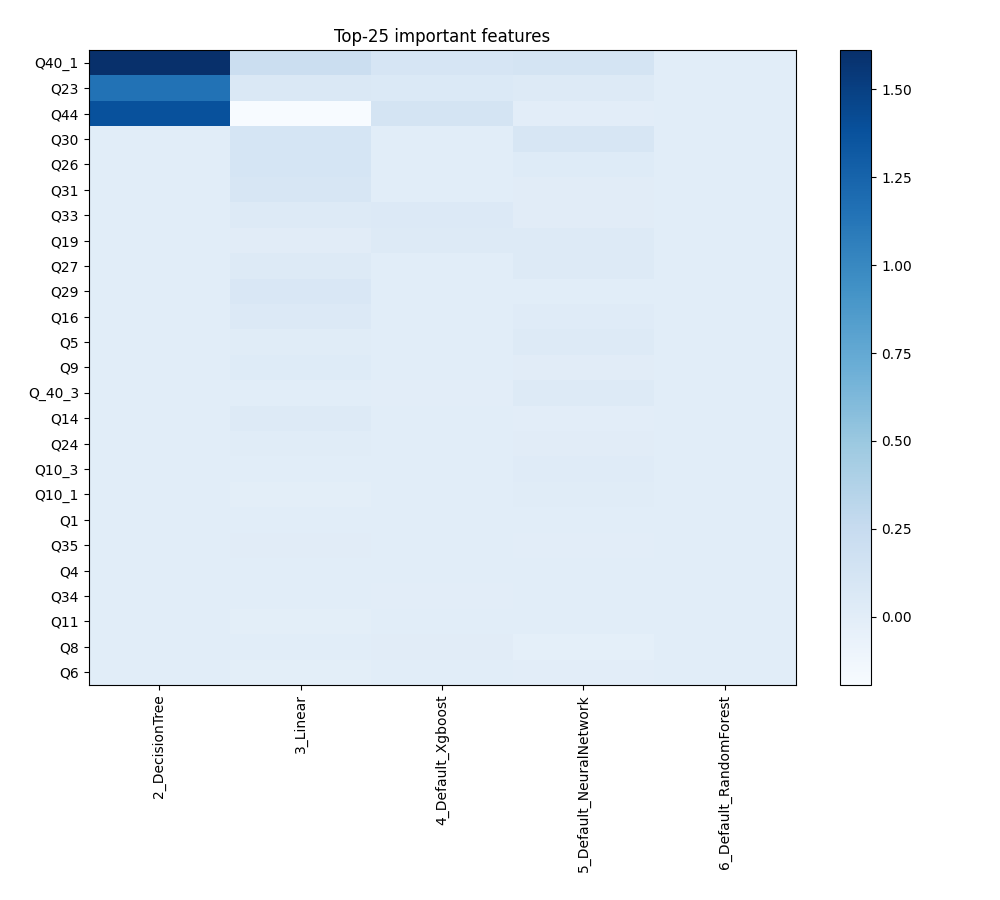 Top-25 important features
Q40_1
Q23
Q44
Q30
Q26
Q31
Q33
Q19
Q27
Q29
Q16
Q5
Q9
Q_40_3
Q14
Q24
Q10_3
Q10_1
Q1
Q35
Q4
Q34
Q11
Q8
Q6
2_DecisionTree
3_Linear
4_Default_Xgboost
5_Default_NeuralNetwork
6_Default_RandomForest
1.50
1.25
1.00
0.75
0.50
0.25
0.00